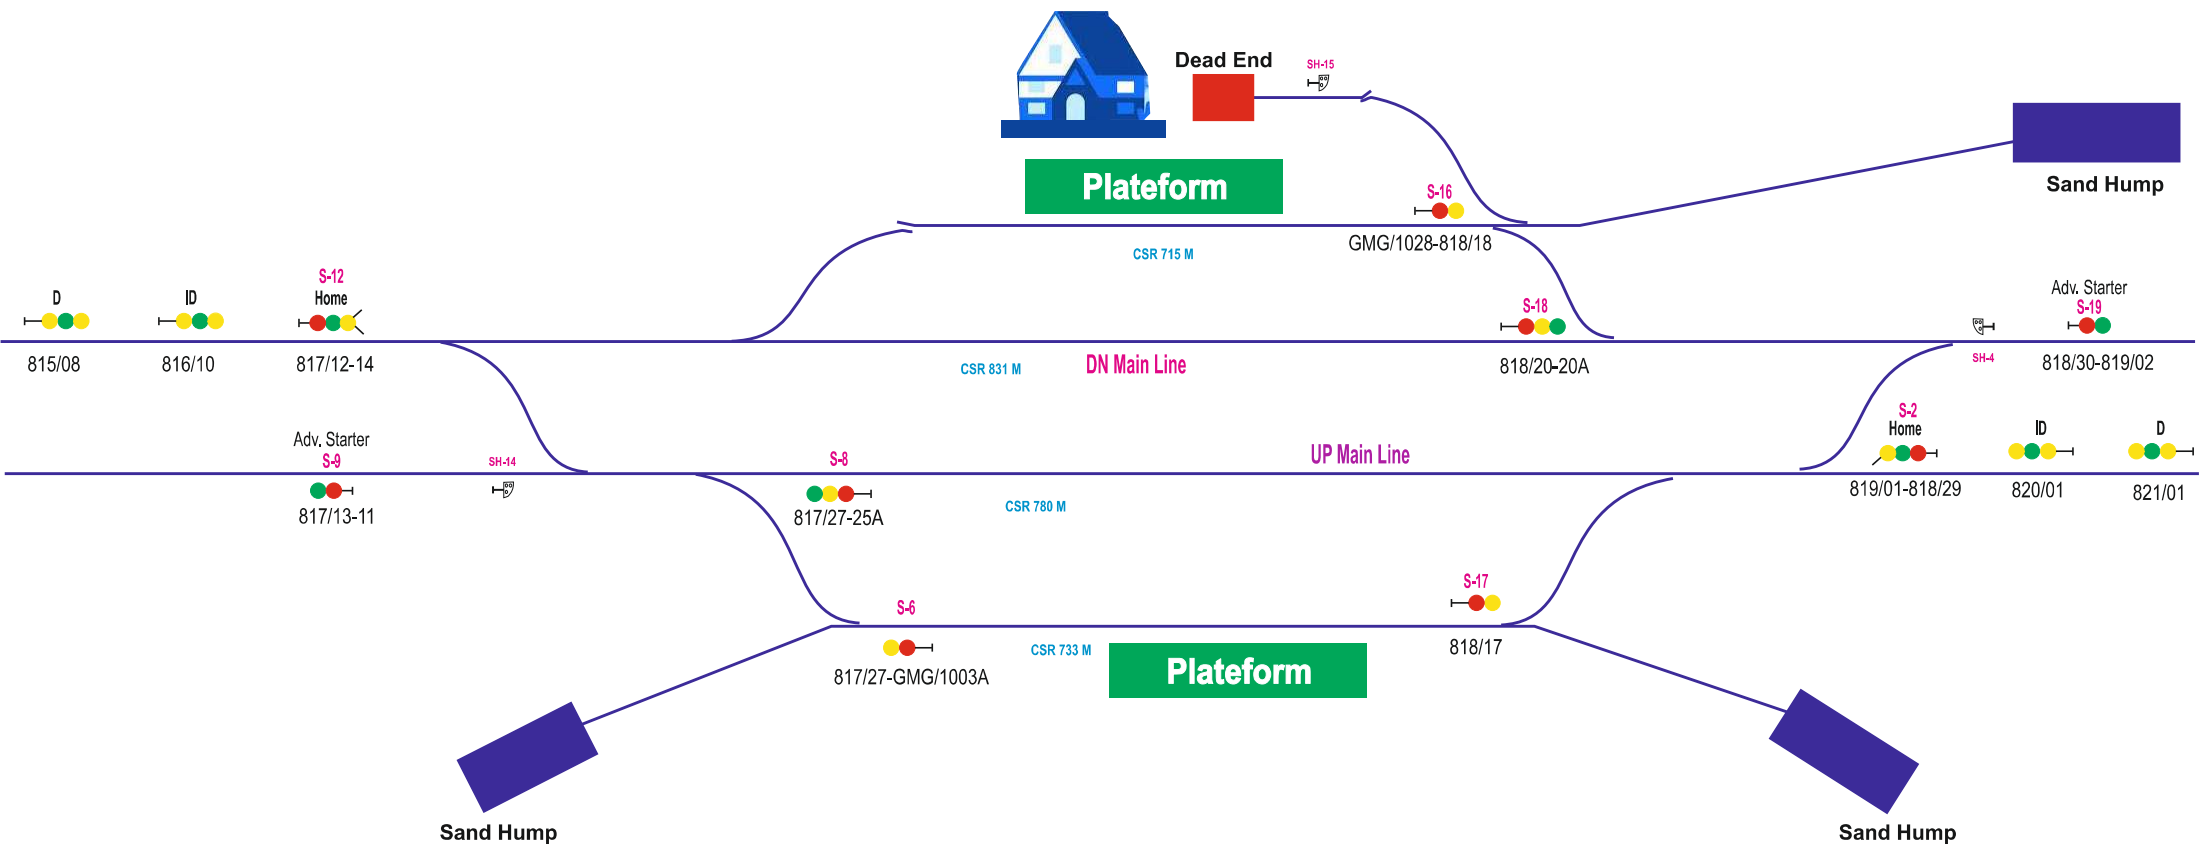 Dead End
SH-15
Plateform
Sand Hump
S-16
GMG/1028-818/18
CSR 715 M
D
ID
S-12
Home
815/08
816/10
817/12-14
S-18
818/20-20A
Adv. Starter
S-19
SH-4
818/30-819/02
CSR 831 M
DN Main Line
Adv. Starter
S-9
817/13-11
SH-14
S-8
817/27-25A
UP Main Line
CSR 780 M
S-2
Home
ID
D
819/01-818/29
820/01
821/01
S-6
817/27-GMG/1003A
CSR 733 M
Plateform
S-17
818/17
Sand Hump
Sand Hump